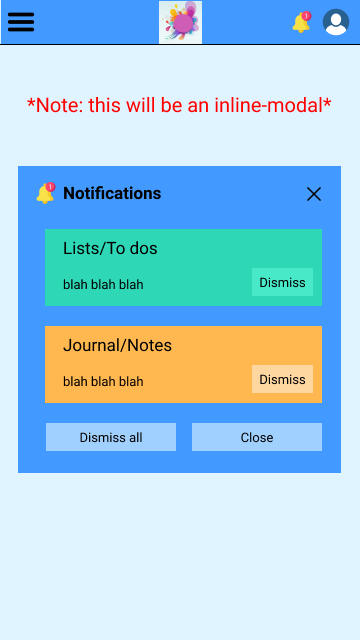 1
*Note: this will be an inline-modal*
1
Notifications
Lists/To dos
blah blah blah
Dismiss
Journal/Notes
blah blah blah
Dismiss
Dismiss all
Close